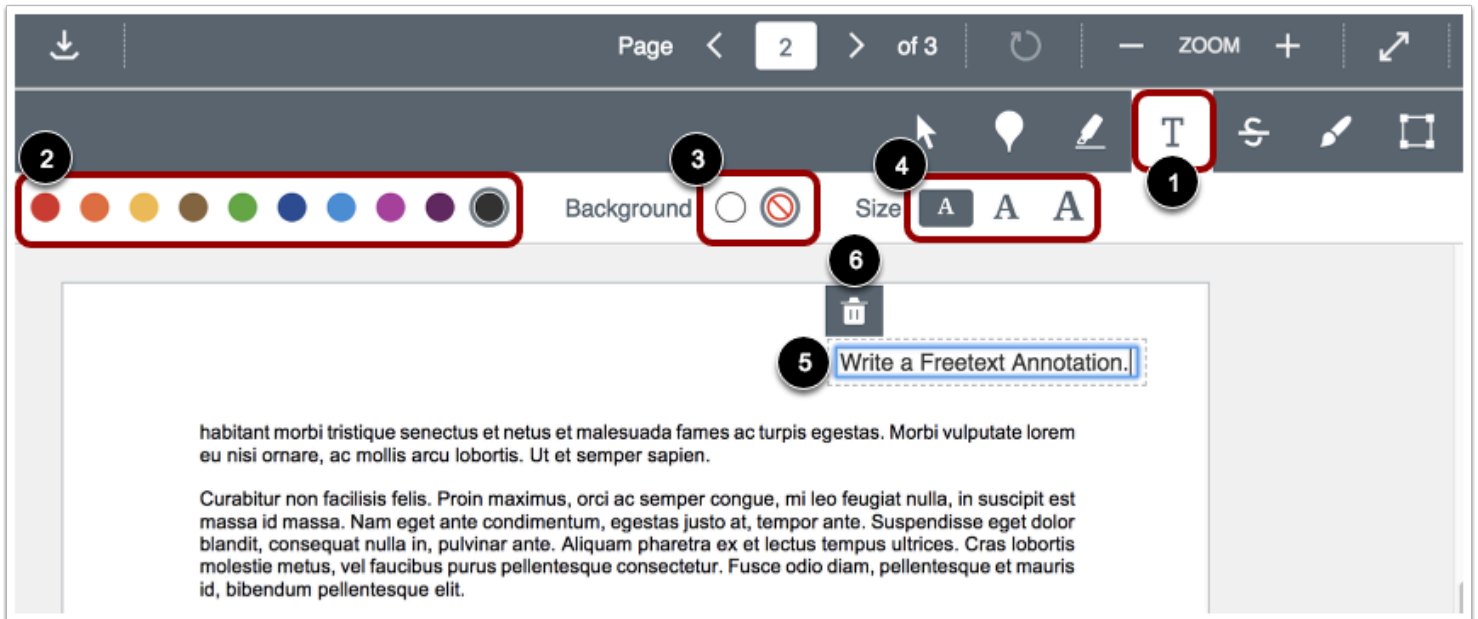 Page 2 of 3 ZOOM
T S
1
2
3
4
Background Size A A A
6
5 Write a Freetext Annotation.
habitant morbi tristique senectus et netus et malesuada fames ac turpis egestas. Morbi vulputate lorem
eu nisi ornare, ac mollis arcu lobortis. Ut et semper sapien.
Curabitur non facilisis felis. Proin maximus, orci ac semper congue, mi leo feugiat nulla, in suscipit est
massa id massa. Nam eget ante condimentum, egestas justo at, tempor ante. Suspendisse eget dolor
blandit, consequat nulla in, pulvinar ante. Aliquam pharetra ex et lectus tempus ultrices. Cras lobortis
molestie metus, vel faucibus purus pellentesque consectetur. Fusce odio diam, pellentesque et mauris
id, bibendum pellentesque elit.